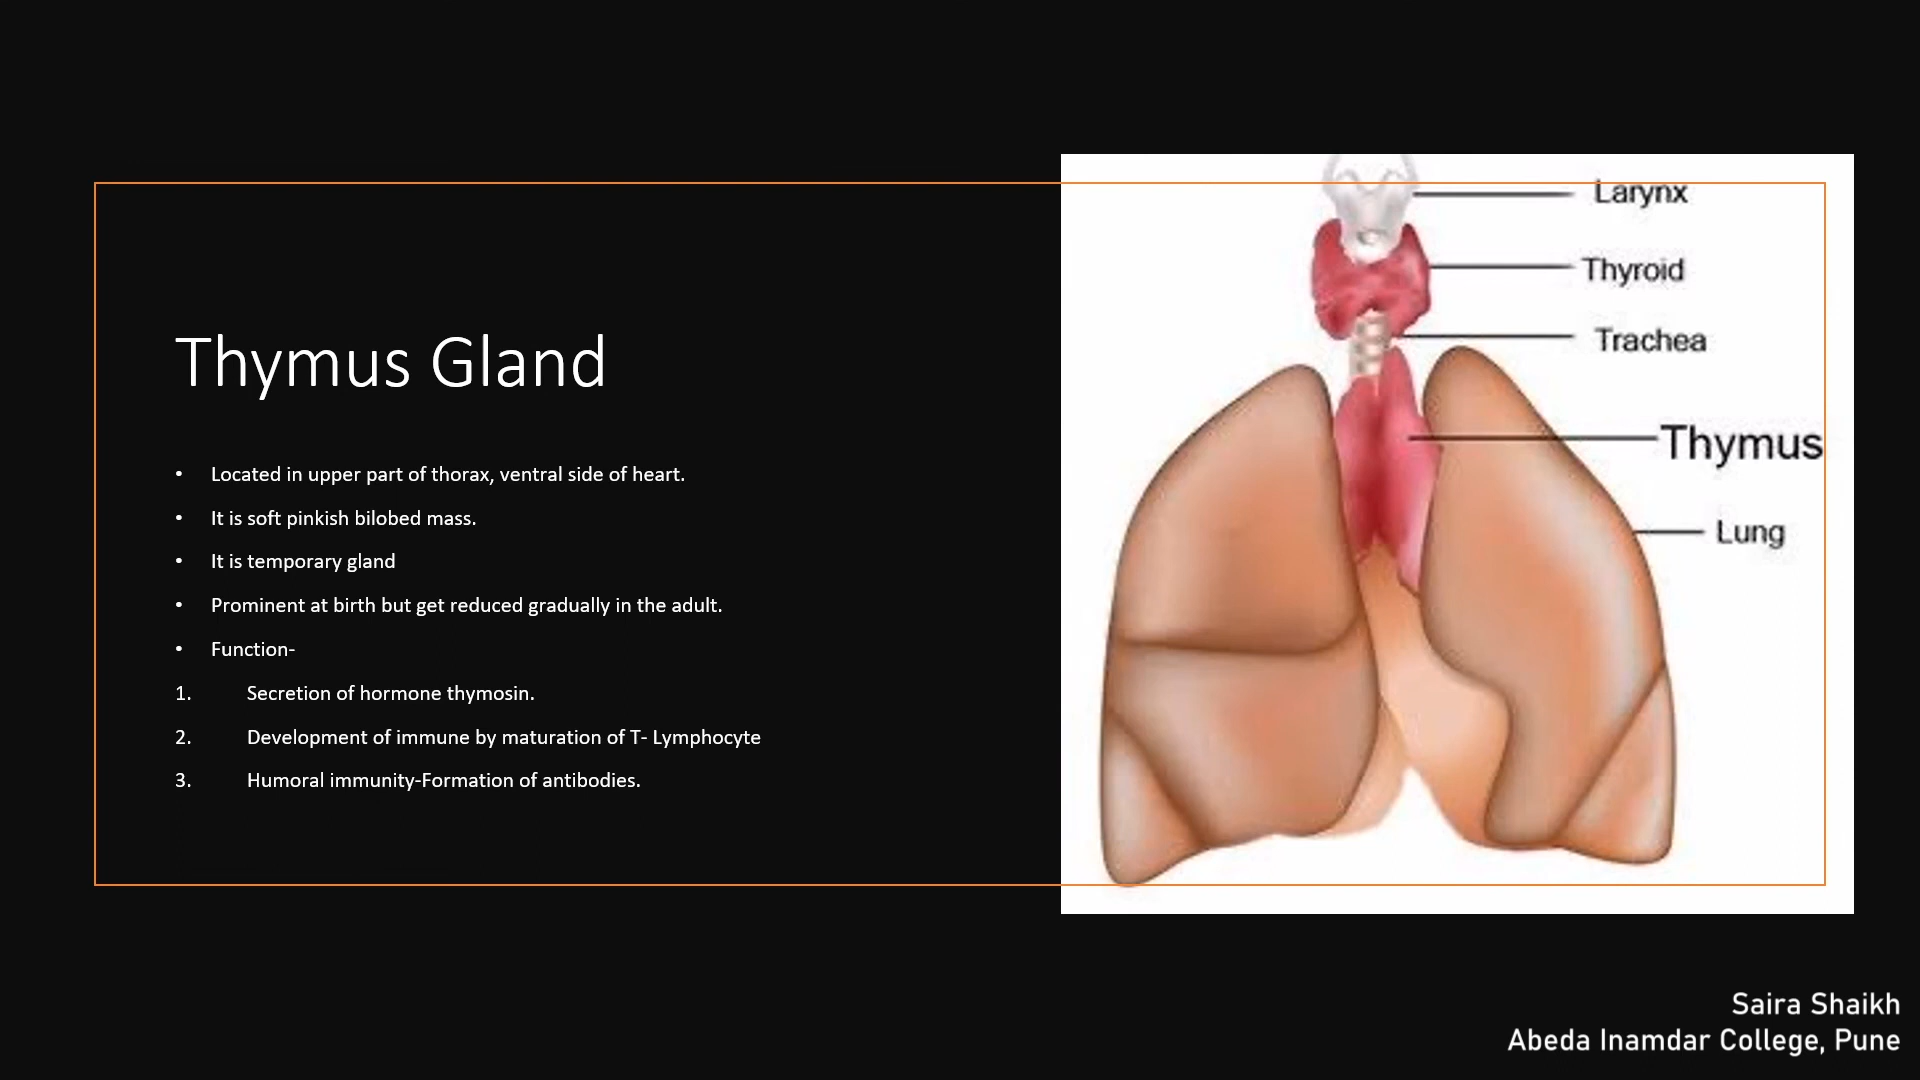 Thymus Gland
• Located in upper part of thorax, ventral side of heart.
• It is soft pinkish bilobed mass.
• It is temporary gland
• Prominent at birth but get reduced gradually in the adult.
• Function-
1. Secretion of hormone thymosin.
2. Development of immune by maturation of T- Lymphocyte
3. Humoral immunity-Formation of antibodies.
Larynx
Thyroid
Trachea
Thymus
Lung
Saira Shaikh
Abeda Inamdar College, Pune